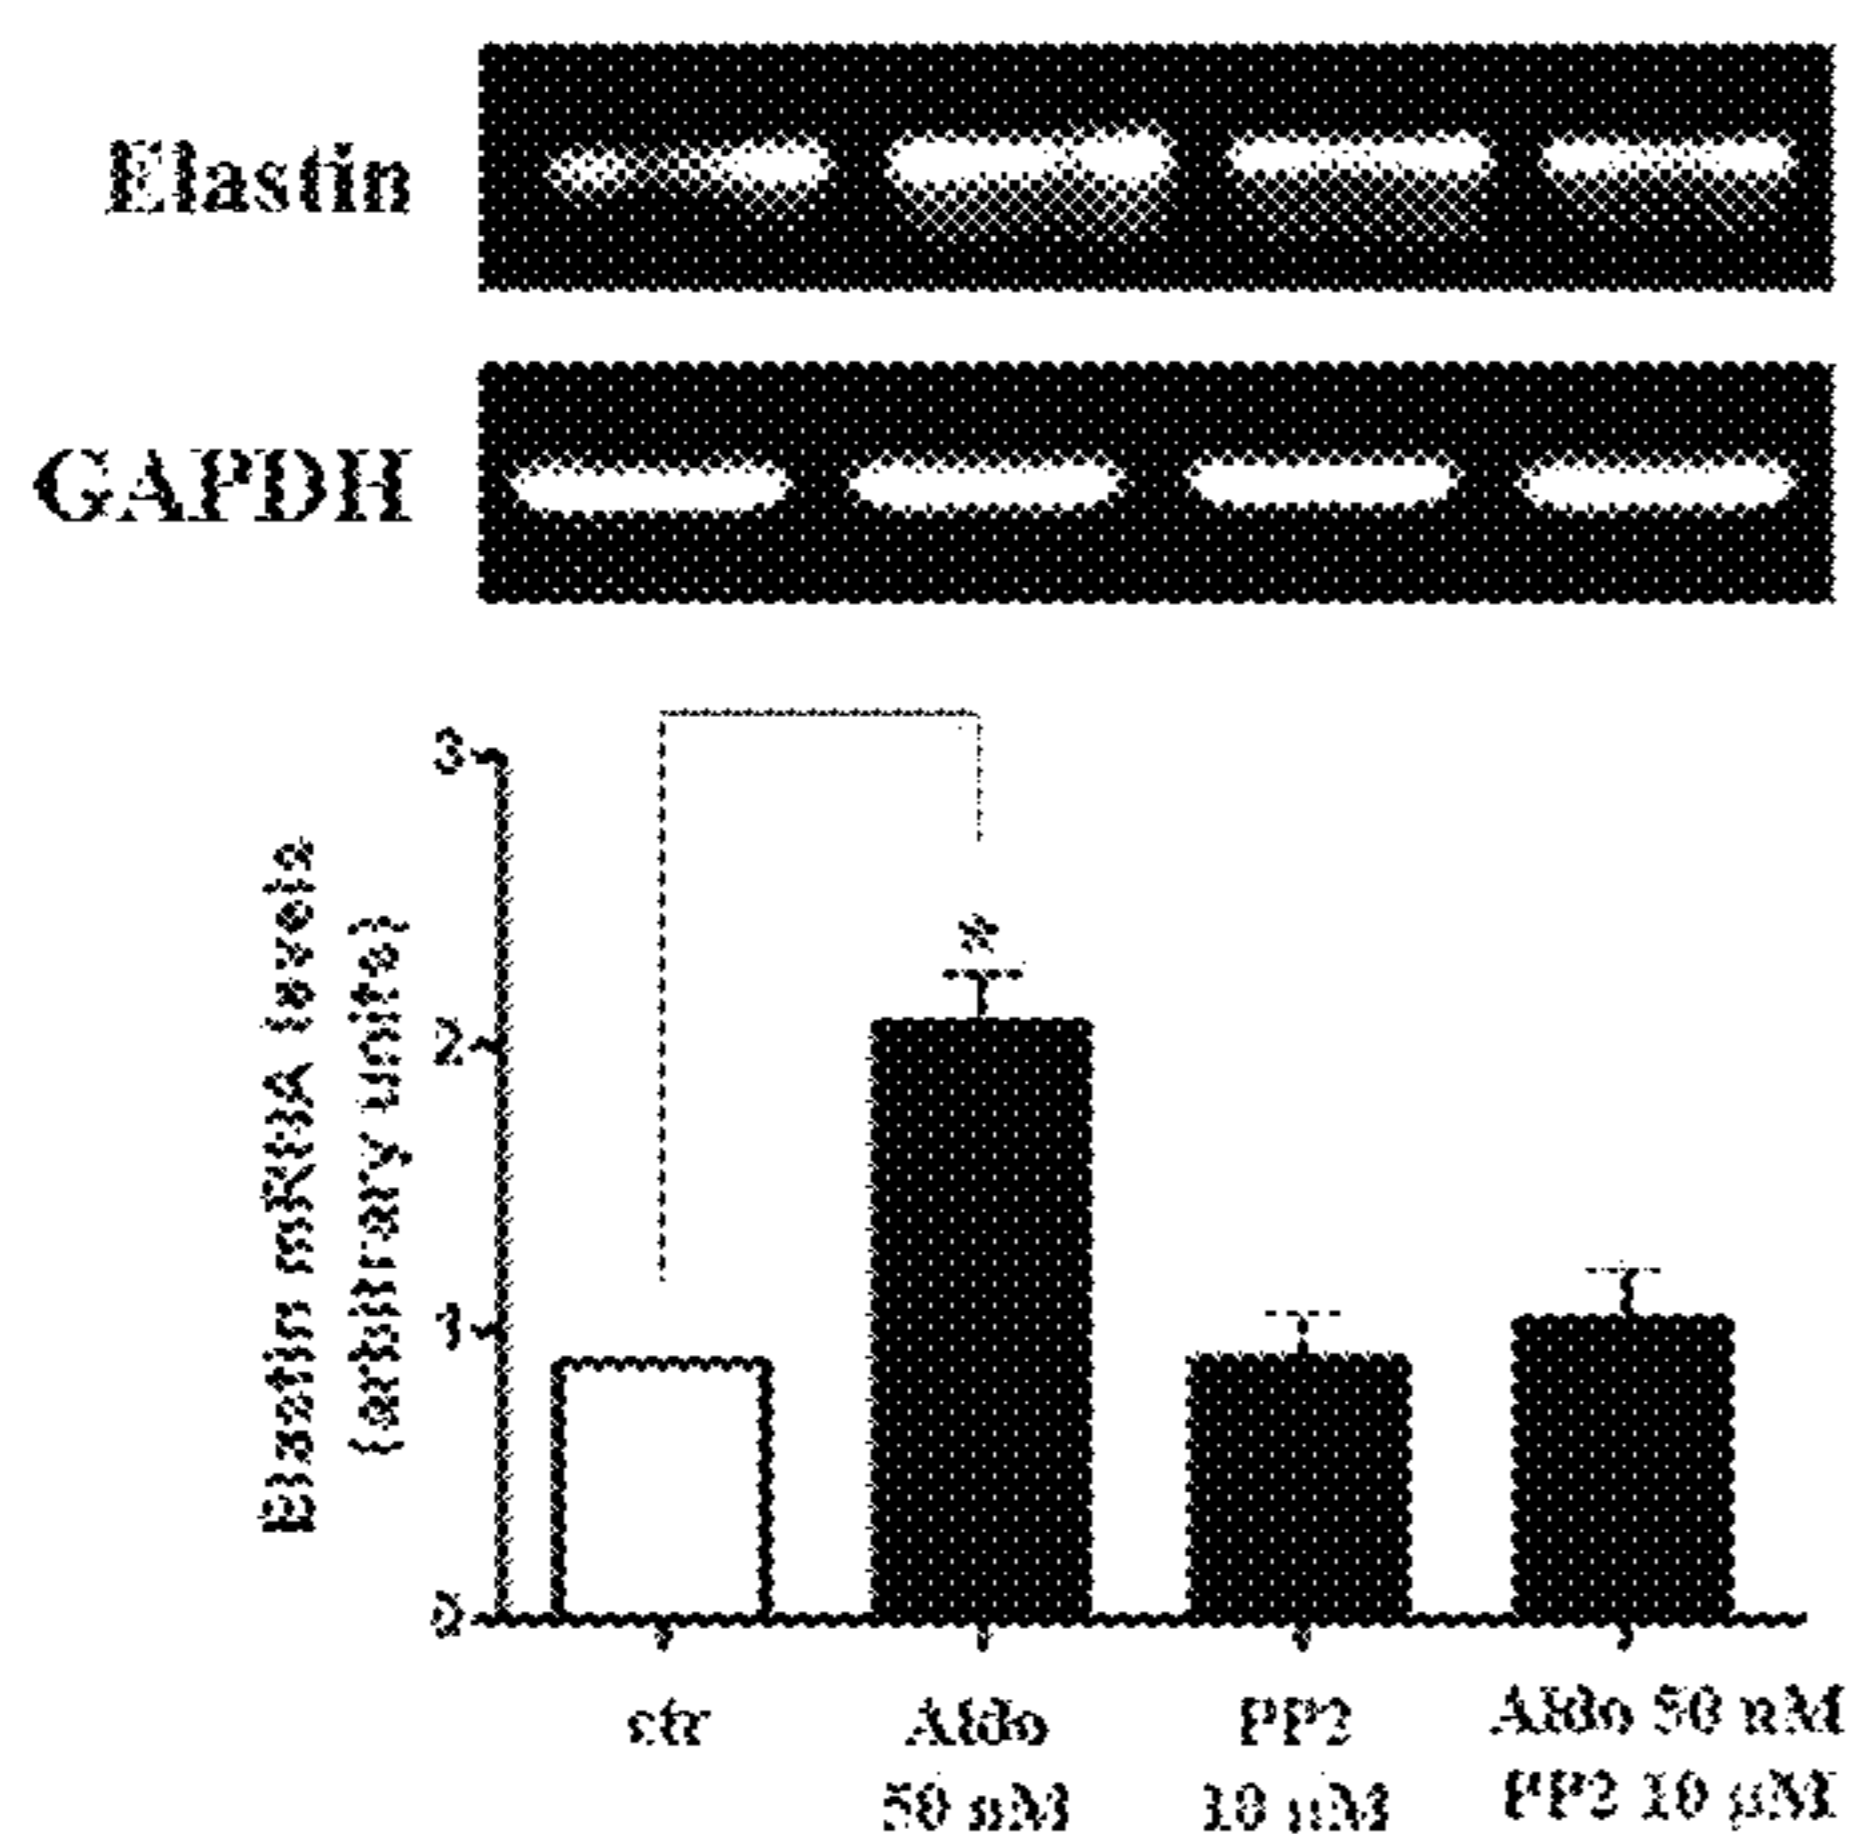 Elastin
GAPDH
Elastin mRNA levels
(arbitrary units)
3
2
1
0
*
ctr
Aldo
50 nM
PP2
10 µM
Aldo 50 nM
PP2 10 µM